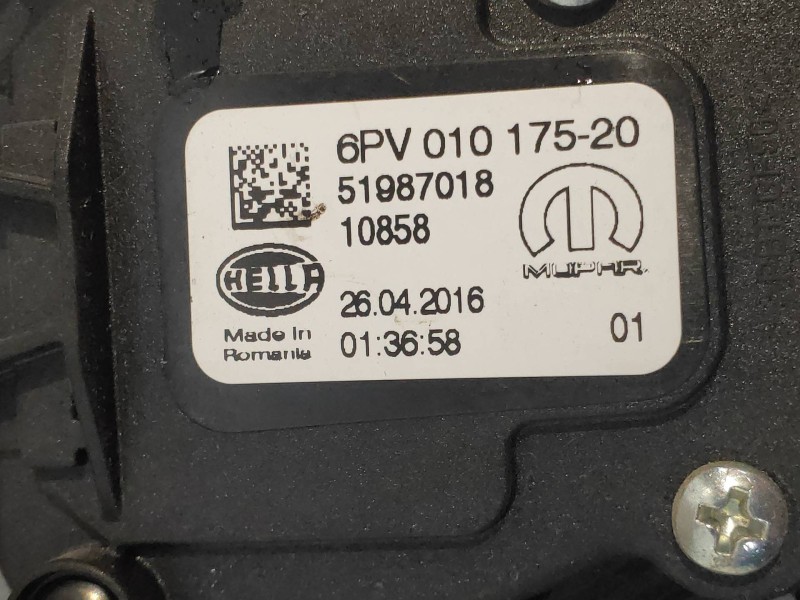 6PV 010 175-20
51987018
10858
HELLA
MOPAR
26.04.2016
Made In
Romania
01:36:58
01